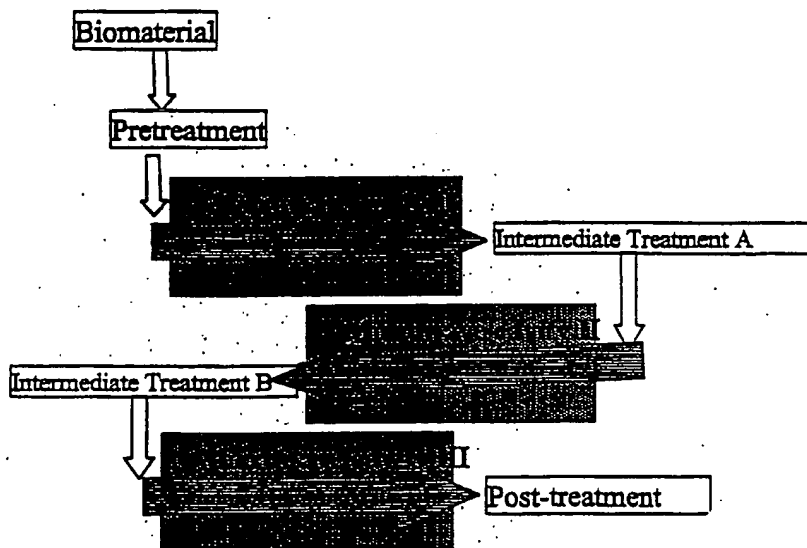 Biomaterial
Pretreatment
Intermediate Treatment A
Intermediate Treatment B
Post-treatment